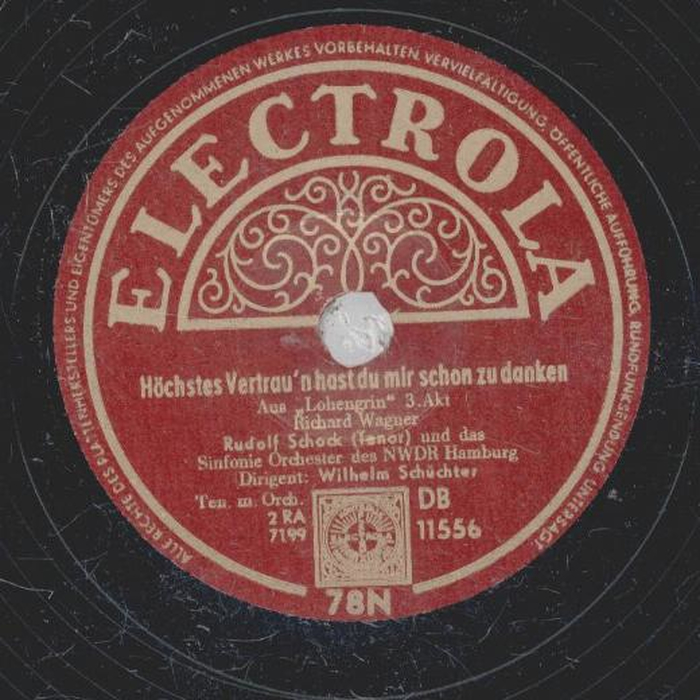 ALLE RECHTE DES PLATTENHERSTELLERS UND EIGENTÜMERS DES AUFGENOMMENEN WERKES VORBEHALTEN. VERVIELFÄLTIGUNG, ÖFFENTLICHE AUFFÜHRUNG, RUNDFUNKSENDUNG UNTERSAGT
ELECTROLA
Höchstes Vertrau'n hast du mir schon zu danken
Aus „Lohengrin“ 3. Akt
Richard Wagner
Rudolf Schock (Tenor) und das
Sinfonie Orchester des NWDR Hamburg
Dirigent: Wilhelm Schüchter
Ten. m. Orch. DB
2 RA
7199 11556
78N